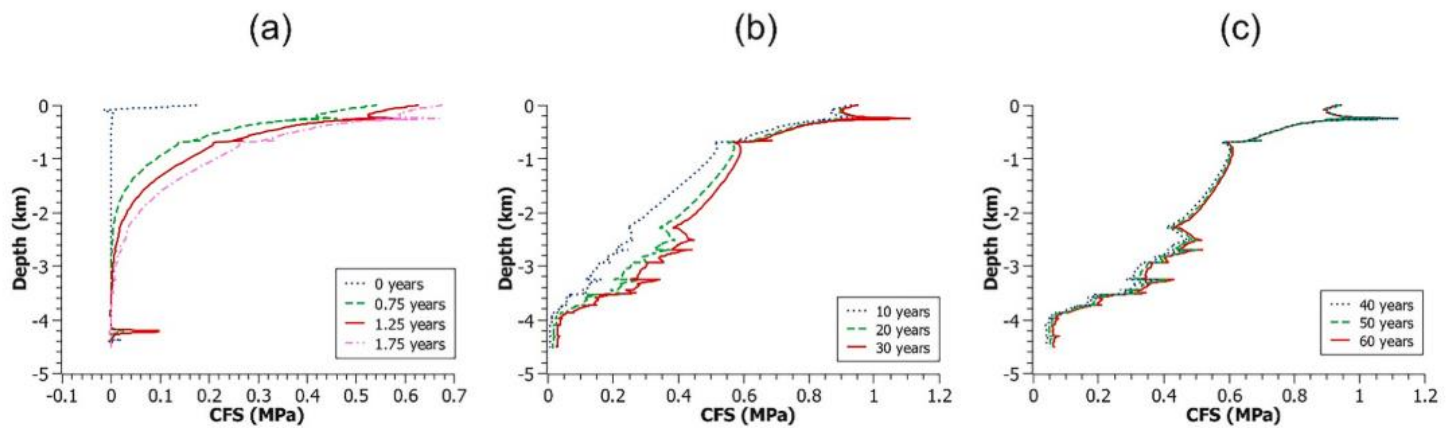 (a)
(b)
(c)
0
-1
-2
-3
-4
-5
Depth (km)
-0.1 0 0.1 0.2 0.3 0.4 0.5 0.6 0.7
CFS (MPa)
0 years
0.75 years
1.25 years
1.75 years
0
-1
-2
-3
-4
-5
Depth (km)
0 0.2 0.4 0.6 0.8 1 1.2
CFS (MPa)
10 years
20 years
30 years
0
-1
-2
-3
-4
-5
Depth (km)
0 0.2 0.4 0.6 0.8 1 1.2
CFS (MPa)
40 years
50 years
60 years